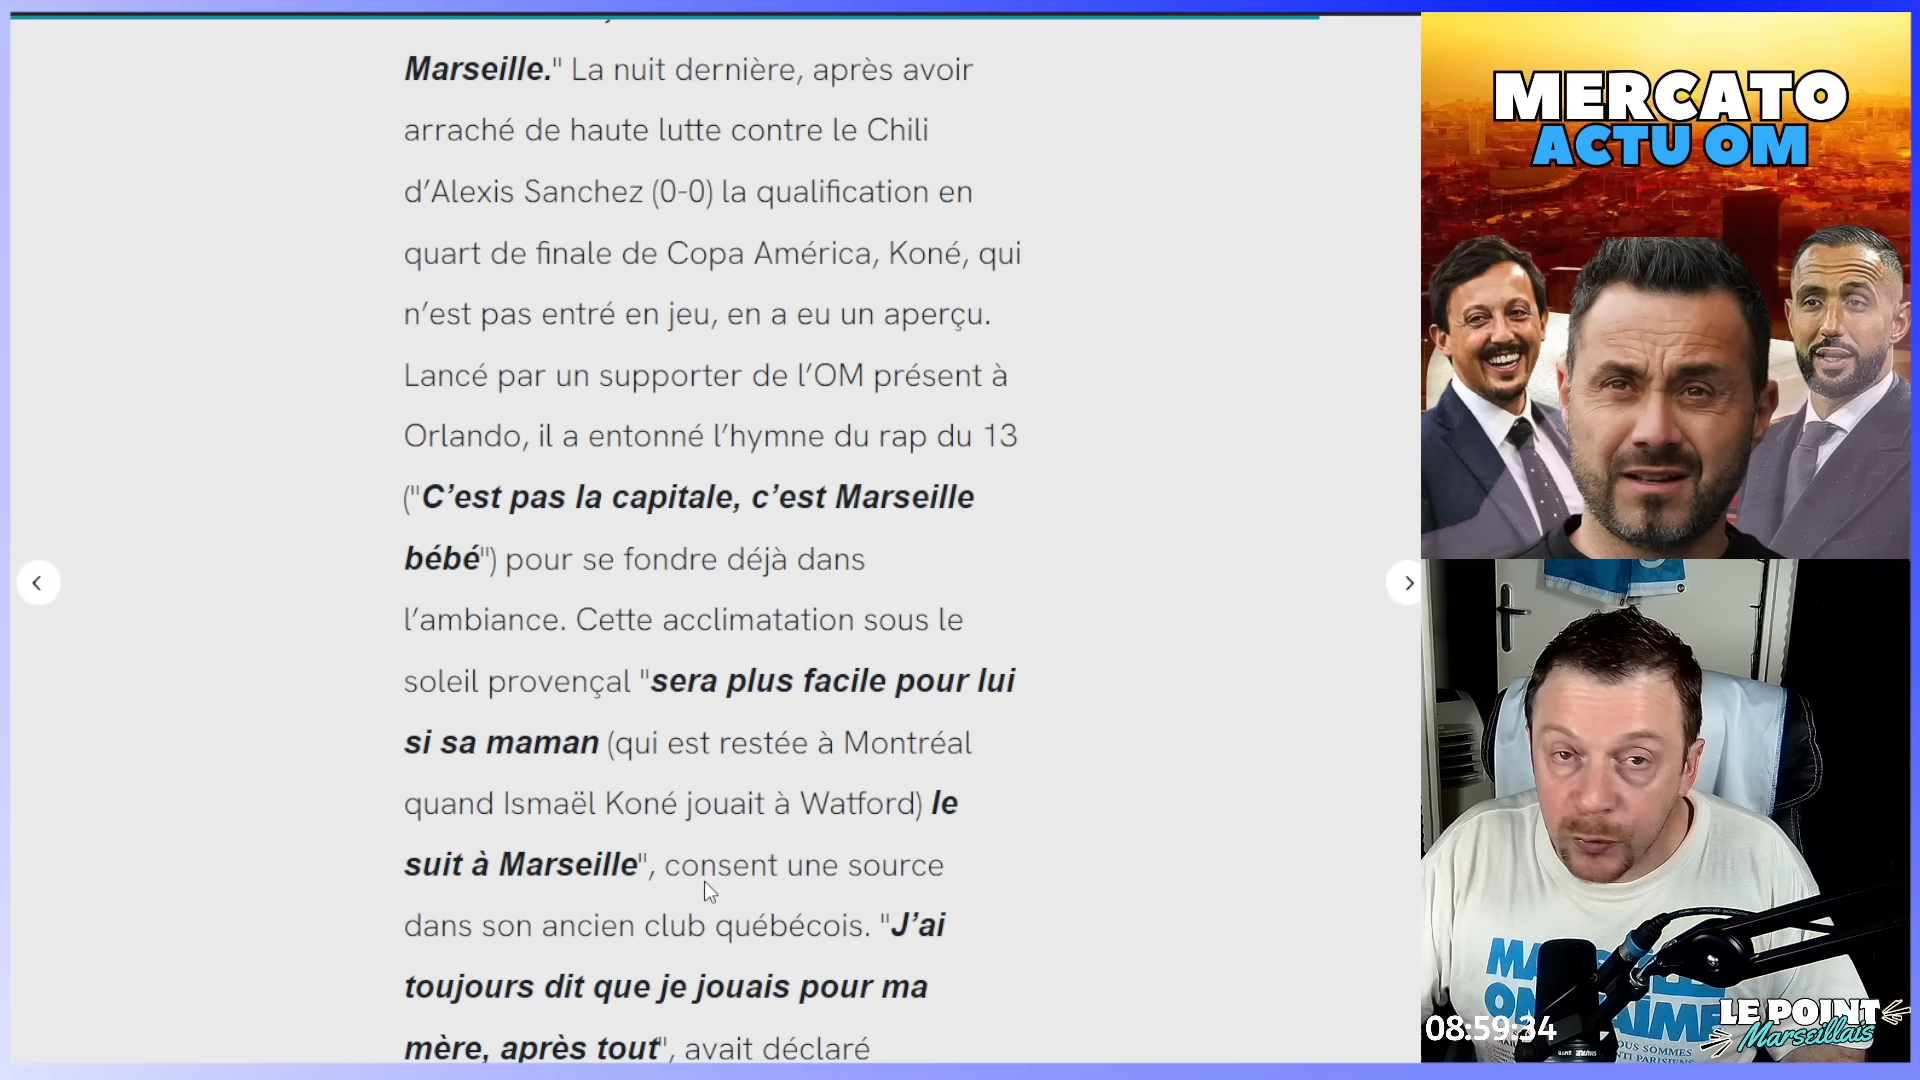 Marseille." La nuit dernière, après avoir
arraché de haute lutte contre le Chili
d’Alexis Sanchez (0-0) la qualification en
quart de finale de Copa América, Koné, qui
n’est pas entré en jeu, en a eu un aperçu.
Lancé par un supporter de l’OM présent à
Orlando, il a entonné l’hymne du rap du 13
("C’est pas la capitale, c’est Marseille
bébé") pour se fondre déjà dans
l’ambiance. Cette acclimatation sous le
soleil provençal "sera plus facile pour lui
si sa maman (qui est restée à Montréal
quand Ismaël Koné jouait à Watford) le
suit à Marseille", consent une source
dans son ancien club québécois. "J’ai
toujours dit que je jouais pour ma
mère, après tout", avait déclaré
MERCATO
ACTU OM
08:59:34
LE POINT
Marseillais